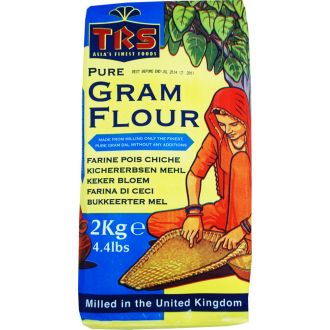 TRS
ASIA'S FINEST FOODS
PURE
GRAM
FLOUR
MADE FROM MILLING ONLY THE FINEST
PURE GRAM DAL WITHOUT ANY ADDITIONS
FARINE POIS CHICHE
KICHERERBSEN MEHL
KEKER BLOEM
FARINA DI CECI
BUKKEERTER MEL
2Kg e
4.4lbs
Milled in the United Kingdom